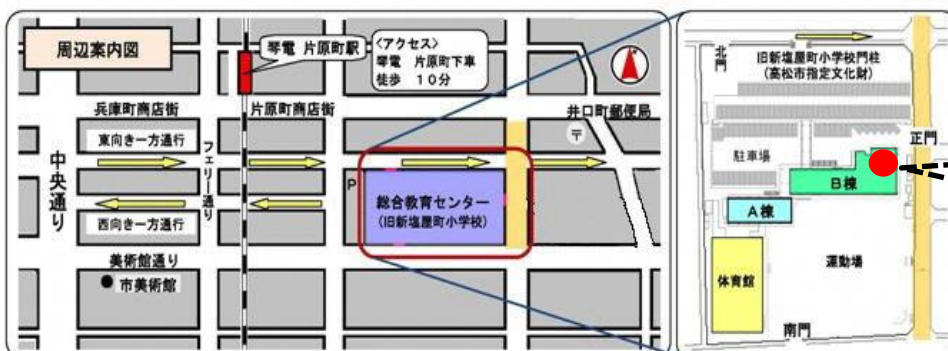 周辺案内図
琴電 片原町駅
〈アクセス〉
琴電 片原町下車
徒歩 10分
兵庫町商店街
片原町商店街
井口町郵便局
〒
東向き一方通行
中央通り
フェリー通り
P
総合教育センター
(旧新塩屋町小学校)
西向き一方通行
美術館通り
市美術館
北門
旧新塩屋町小学校門柱
(高松市指定文化財)
正門
駐車場
B棟
A棟
体育館
運動場
南門